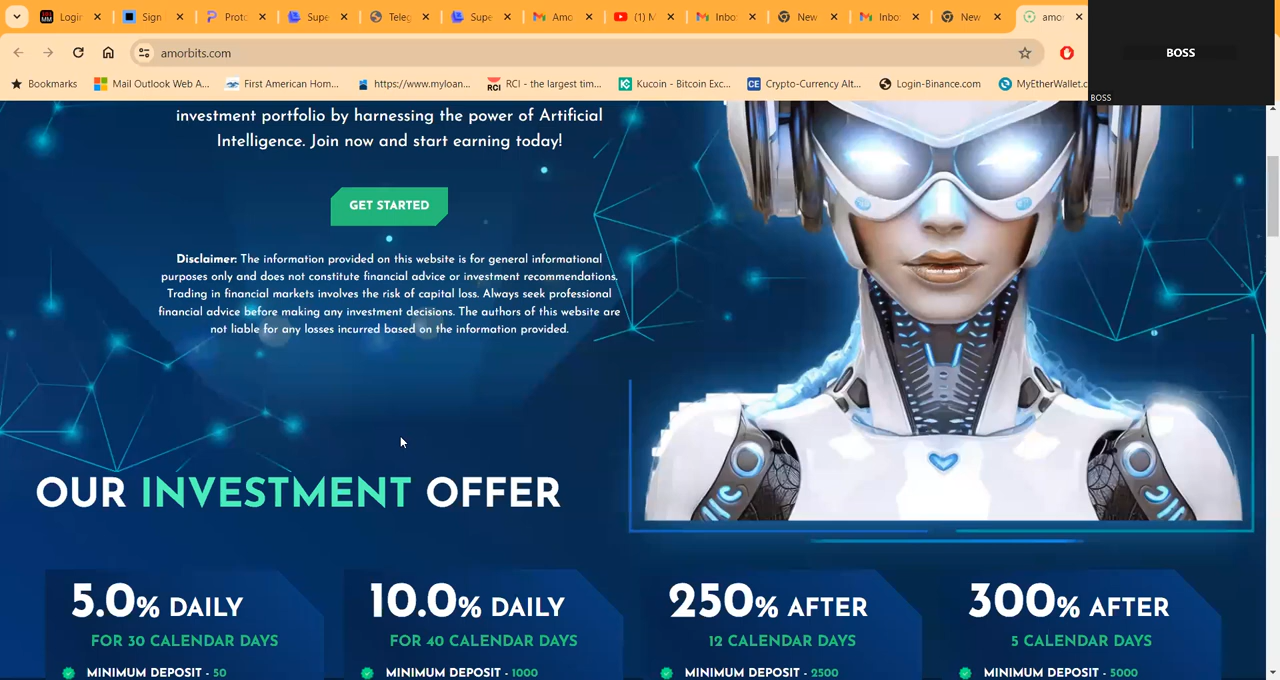 Login
Sign
Proto
Supe
Teleg
Supe
Amo
(1) M
Inbo
New
Inbo
New
amor
BOSS
amorbits.com
Bookmarks
Mail Outlook Web A...
First American Hom...
https://www.myloan...
RCI - the largest tim...
Kucoin - Bitcoin Exc...
Crypto-Currency Alt...
Login-Binance.com
MyEtherWallet.c
BOSS
RCI
CE
investment portfolio by harnessing the power of Artificial
Intelligence. Join now and start earning today!
GET STARTED
Disclaimer: The information provided on this website is for general informational
purposes only and does not constitute financial advice or investment recommendations.
Trading in financial markets involves the risk of capital loss. Always seek professional
financial advice before making any investment decisions. The authors of this website are
not liable for any losses incurred based on the information provided.
OUR INVESTMENT OFFER
5.0% DAILY
FOR 30 CALENDAR DAYS
MINIMUM DEPOSIT - 50
10.0% DAILY
FOR 40 CALENDAR DAYS
MINIMUM DEPOSIT - 1000
250% AFTER
12 CALENDAR DAYS
MINIMUM DEPOSIT - 2500
300% AFTER
5 CALENDAR DAYS
MINIMUM DEPOSIT - 5000